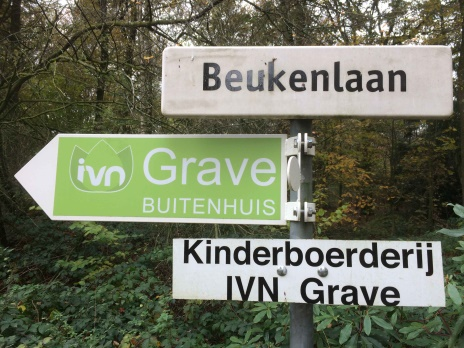 Beukenlaan
ivn Grave
BUITENHUIS
Kinderboerderij
IVN Grave